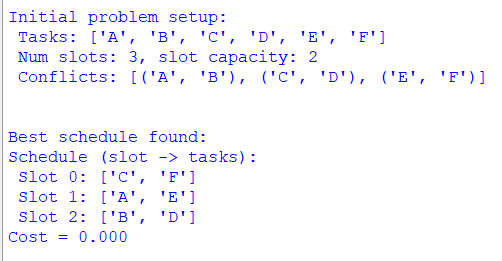 Initial problem setup:
 Tasks: ['A', 'B', 'C', 'D', 'E', 'F']
 Num slots: 3, slot capacity: 2
 Conflicts: [('A', 'B'), ('C', 'D'), ('E', 'F')]
Best schedule found:
Schedule (slot -> tasks):
 Slot 0: ['C', 'F']
 Slot 1: ['A', 'E']
 Slot 2: ['B', 'D']
Cost = 0.000